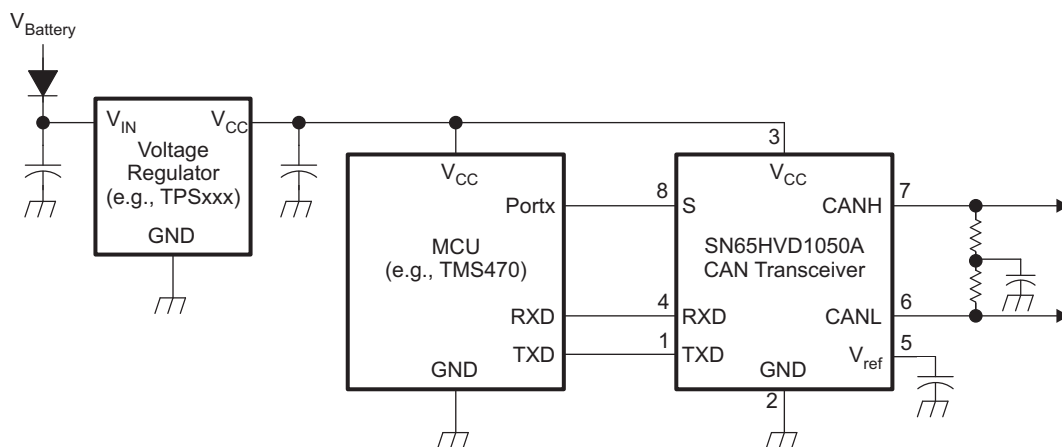 VBattery
VIN
VCC
Voltage
Regulator
(e.g., TPSxxx)
GND
VCC
Portx
MCU
(e.g., TMS470)
RXD
TXD
GND
8
4
1
3
VCC
S
CANH
SN65HVD1050A
CAN Transceiver
RXD
CANL
TXD
Vref
GND
2
7
6
5